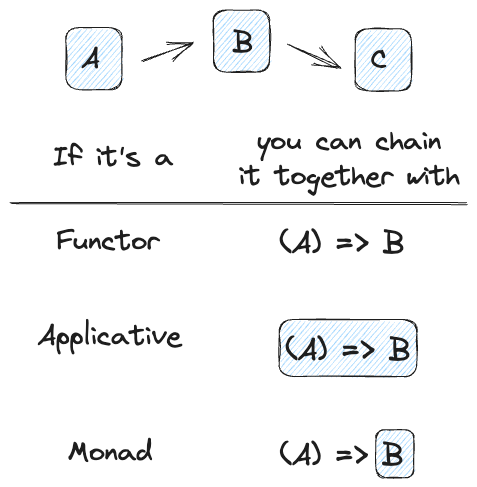 A
B
C
If it's a
you can chain
it together with
Functor
(A) => B
Applicative
(A) => B
Monad
(A) => B